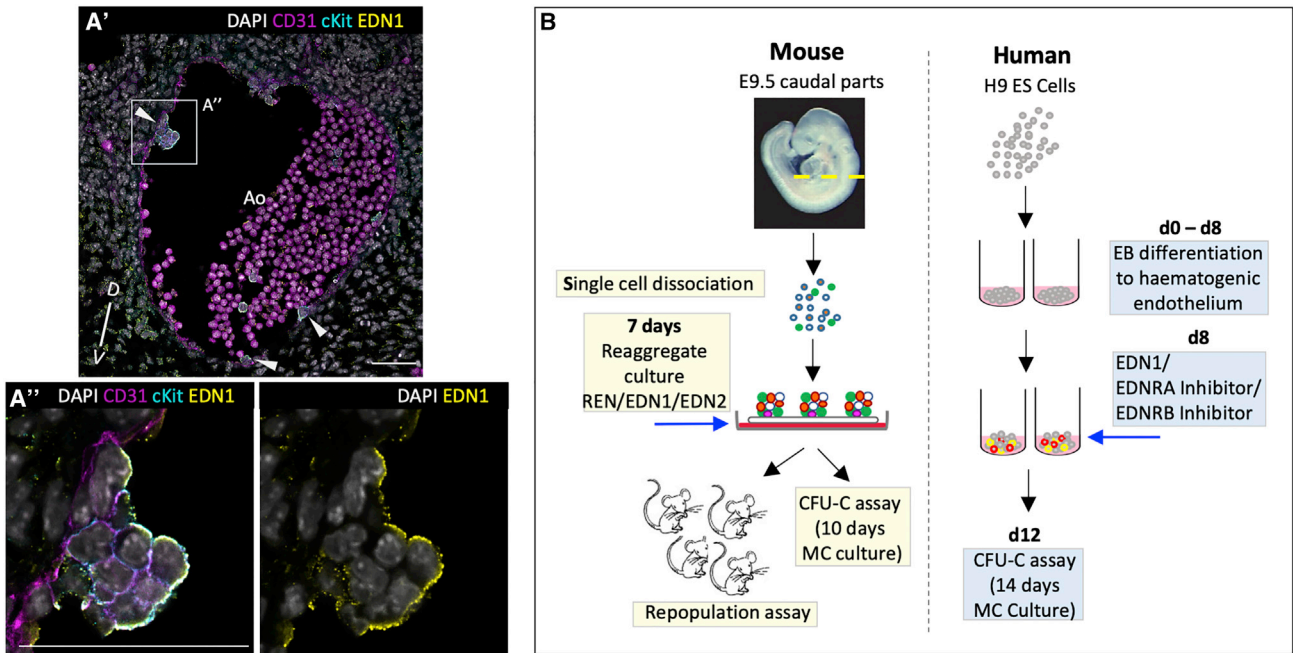 A'
DAPI CD31 cKit EDN1
A''
Ao
D
V
A''
DAPI CD31 cKit EDN1
DAPI EDN1
B
Mouse
E9.5 caudal parts
Single cell dissociation
7 days
Reaggregate
culture
REN/EDN1/EDN2
CFU-C assay
(10 days
MC culture)
Repopulation assay
Human
H9 ES Cells
d0 – d8
EB differentiation
to haematogenic
endothelium
d8
EDN1/
EDNRA Inhibitor/
EDNRB Inhibitor
d12
CFU-C assay
(14 days
MC Culture)